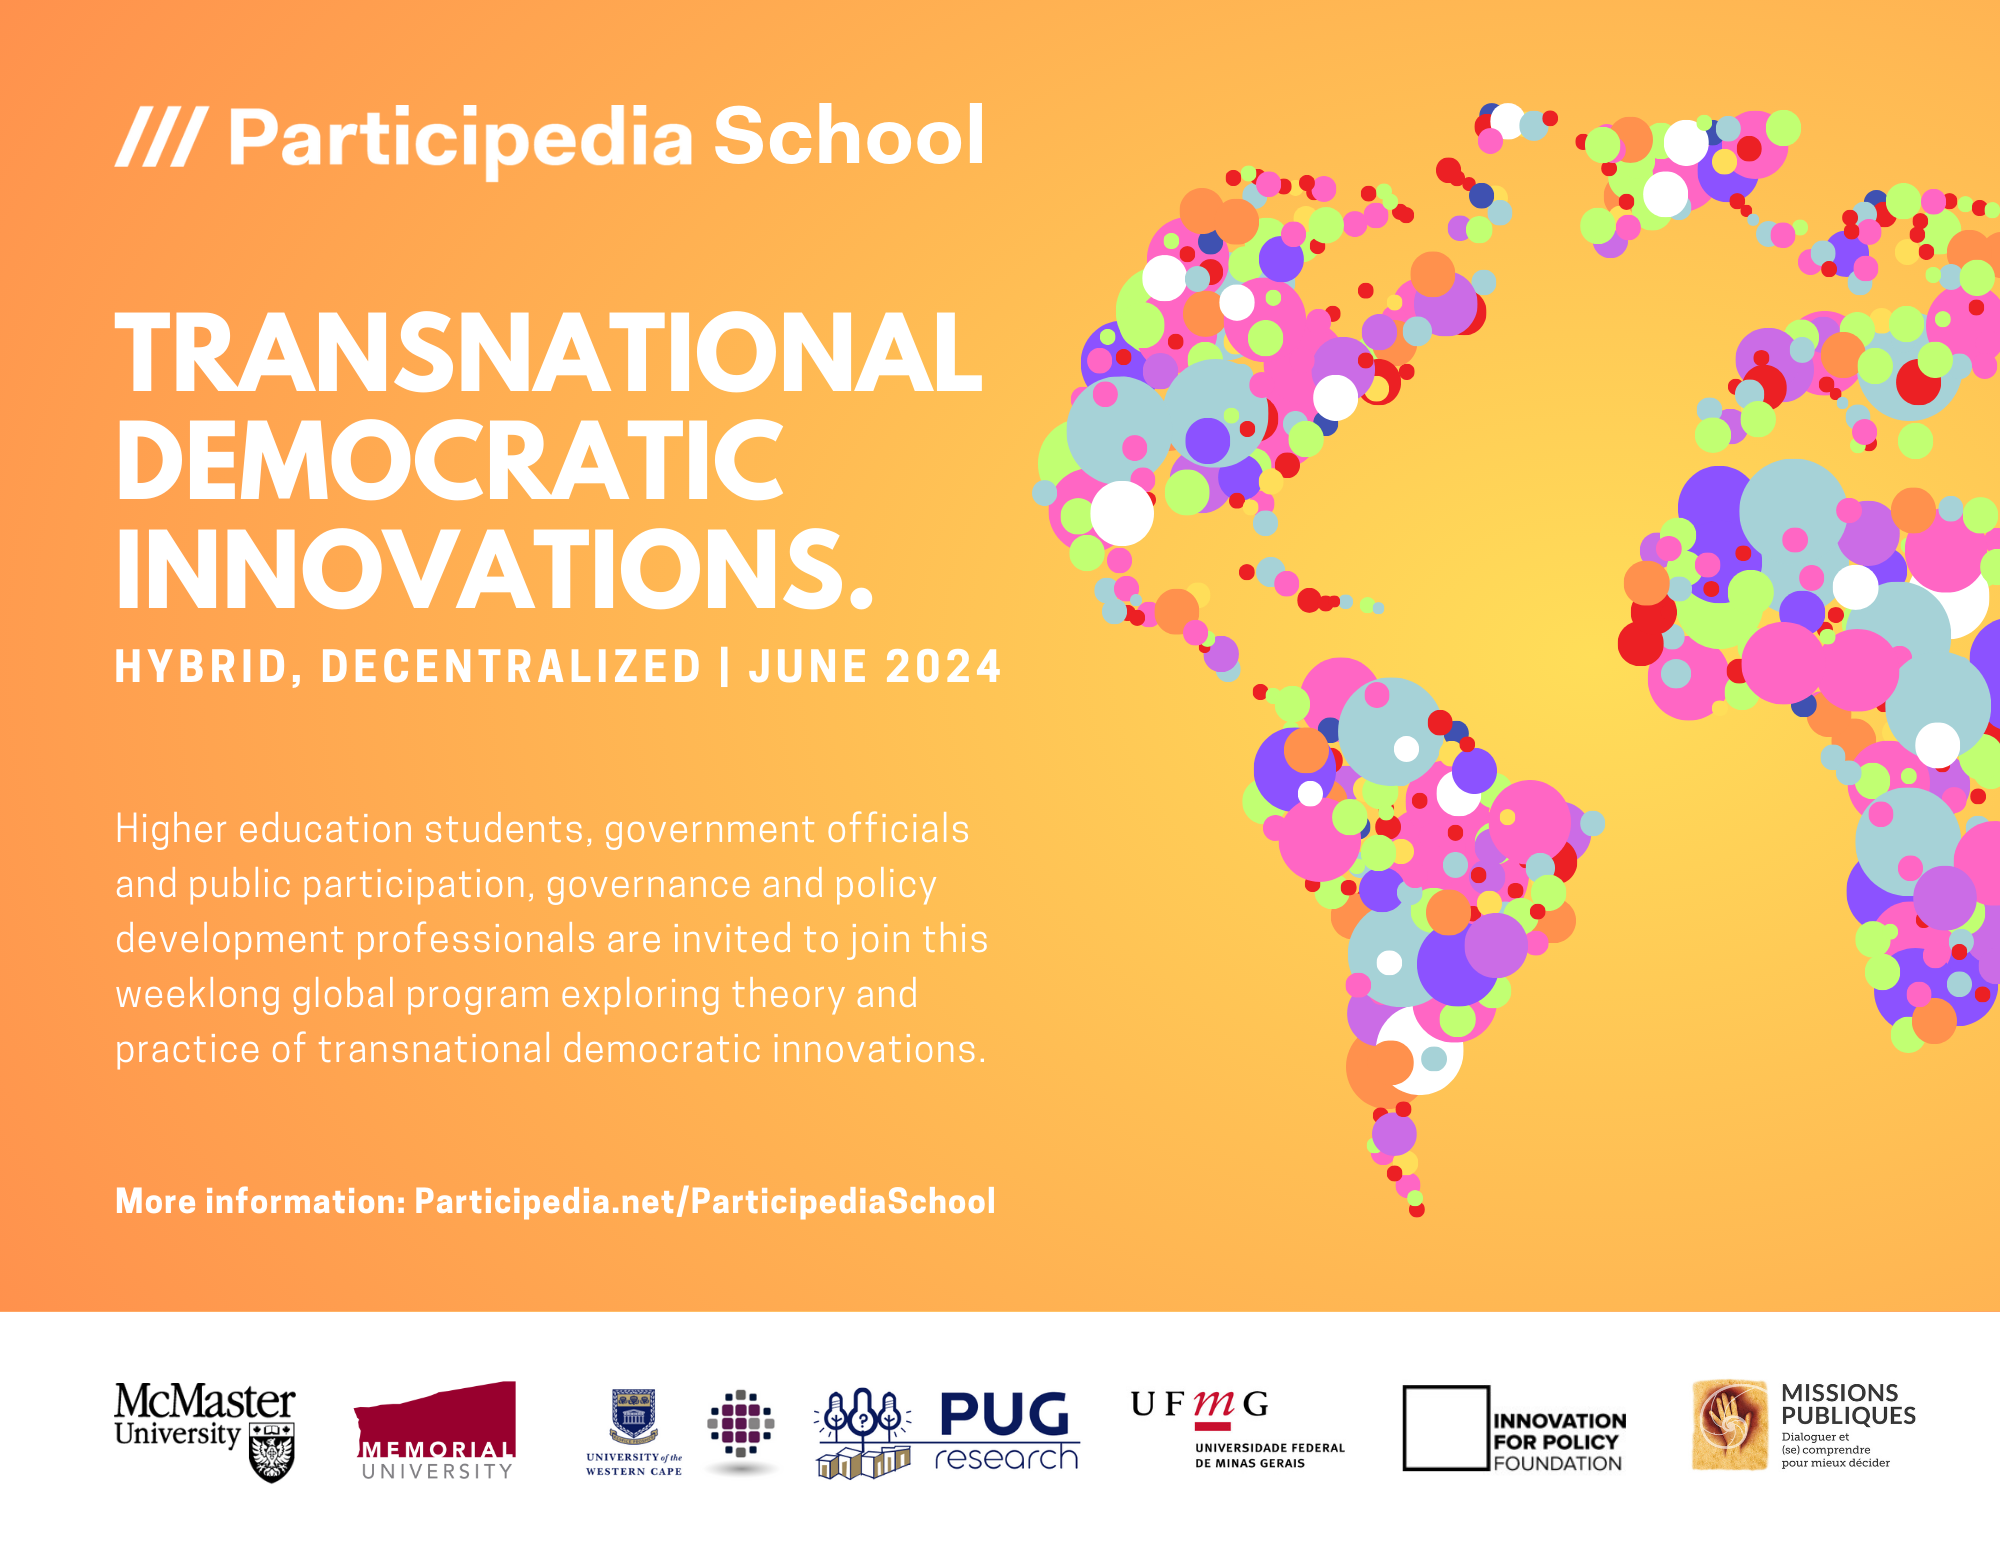 /// Participedia School
TRANSNATIONAL
DEMOCRATIC
INNOVATIONS.
HYBRID, DECENTRALIZED | JUNE 2024
Higher education students, government officials
and public participation, governance and policy
development professionals are invited to join this
weeklong global program exploring theory and
practice of transnational democratic innovations.
More information: Participedia.net/ParticipediaSchool
McMaster
University
MEMORIAL
UNIVERSITY
UNIVERSITY of the
WESTERN CAPE
?
PUG
research
UFmG
UNIVERSIDADE FEDERAL
DE MINAS GERAIS
INNOVATION
FOR POLICY
FOUNDATION
MISSIONS
PUBLIQUES
Dialoguer et
(se) comprendre
pour mieux décider